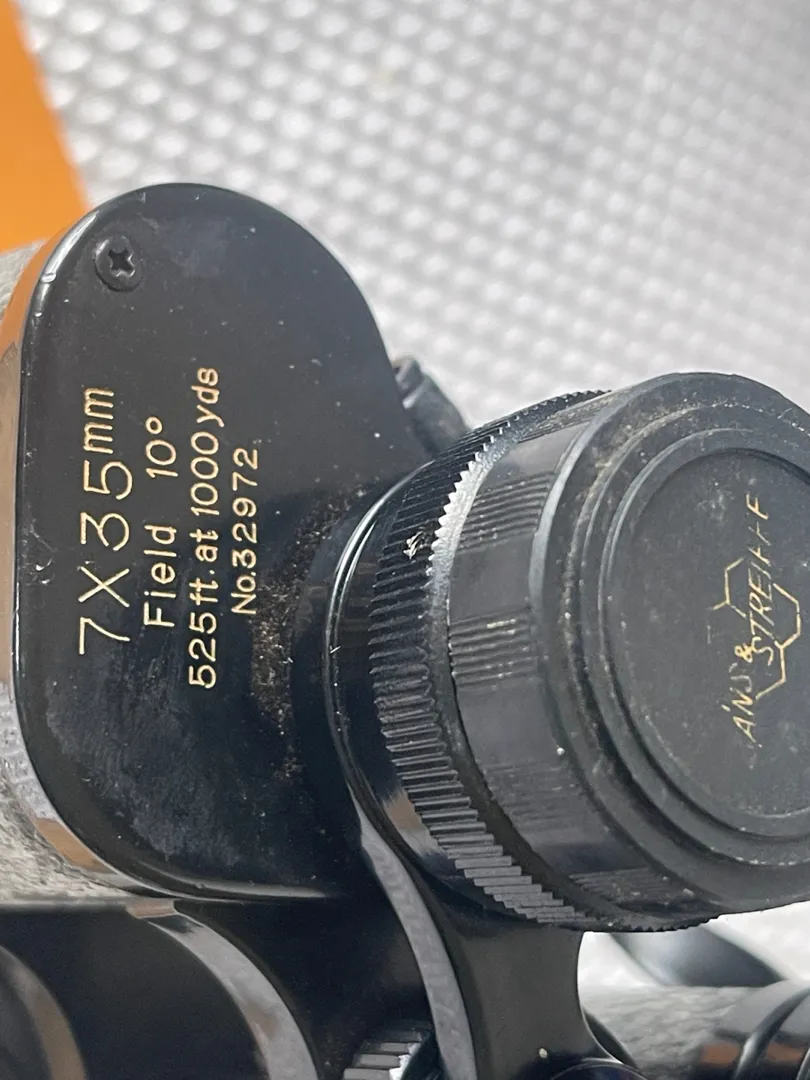 7X35mm
Field 10°
525ft.at 1000yds
No.32972
&